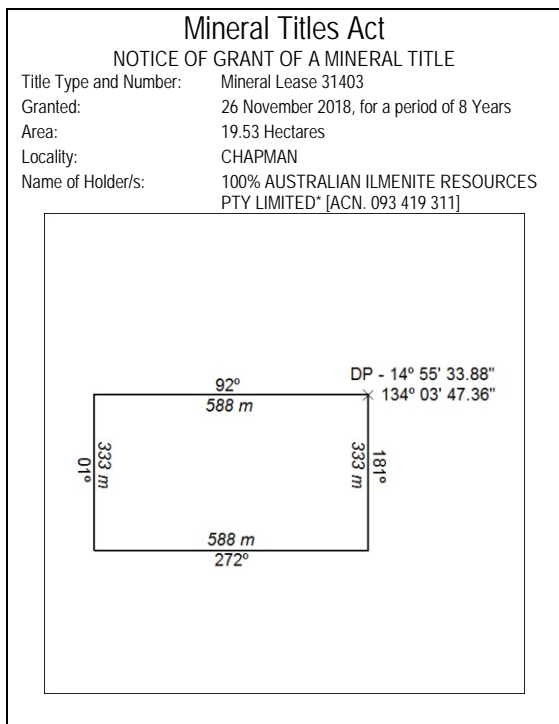 Mineral Titles Act
NOTICE OF GRANT OF A MINERAL TITLE
Title Type and Number: Mineral Lease 31403
Granted: 26 November 2018, for a period of 8 Years
Area: 19.53 Hectares
Locality: CHAPMAN
Name of Holder/s: 100% AUSTRALIAN ILMENITE RESOURCES
PTY LIMITED* [ACN. 093 419 311]
DP - 14º 55' 33.88"
134º 03' 47.36"
92º
588 m
01º
333 m
333 m
181º
588 m
272º